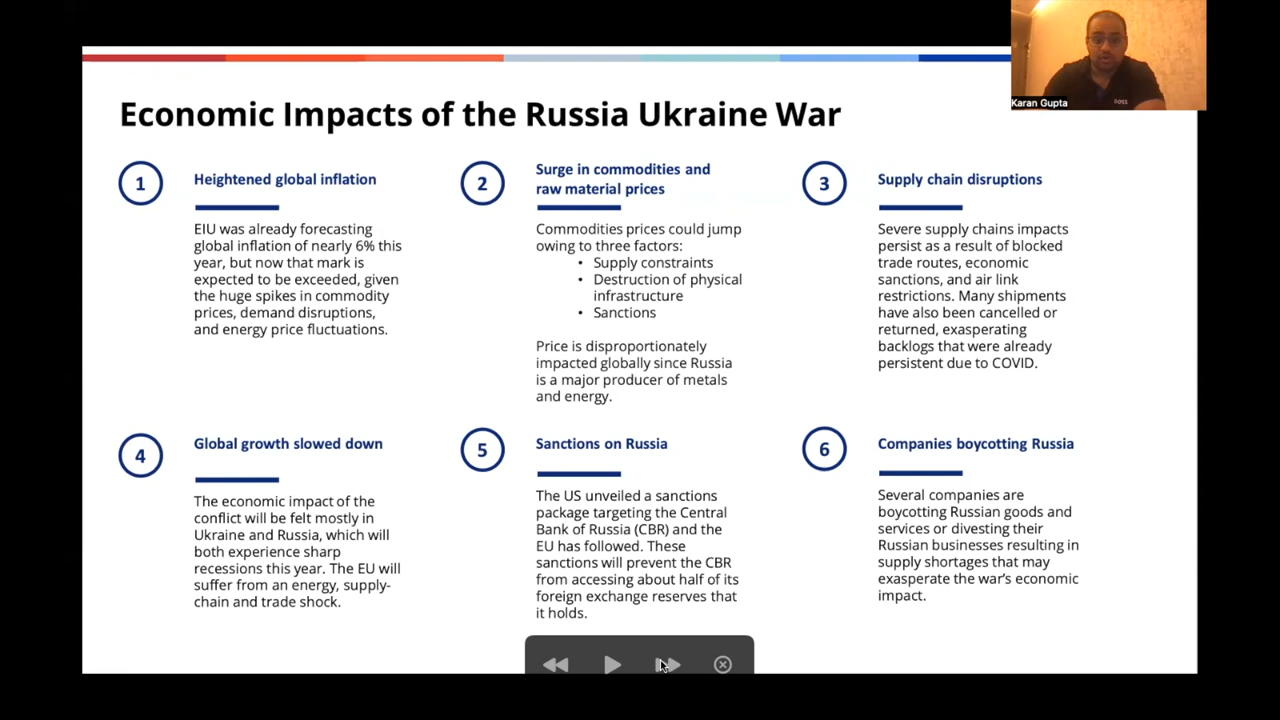 Karan Gupta
Economic Impacts of the Russia Ukraine War
1
Heightened global inflation
EIU was already forecasting
global inflation of nearly 6% this
year, but now that mark is
expected to be exceeded, given
the huge spikes in commodity
prices, demand disruptions,
and energy price fluctuations.
2
Surge in commodities and
raw material prices
Commodities prices could jump
owing to three factors:
• Supply constraints
• Destruction of physical
infrastructure
• Sanctions
Price is disproportionately
impacted globally since Russia
is a major producer of metals
and energy.
3
Supply chain disruptions
Severe supply chains impacts
persist as a result of blocked
trade routes, economic
sanctions, and air link
restrictions. Many shipments
have also been cancelled or
returned, exasperating
backlogs that were already
persistent due to COVID.
4
Global growth slowed down
The economic impact of the
conflict will be felt mostly in
Ukraine and Russia, which will
both experience sharp
recessions this year. The EU will
suffer from an energy, supply-
chain and trade shock.
5
Sanctions on Russia
The US unveiled a sanctions
package targeting the Central
Bank of Russia (CBR) and the
EU has followed. These
sanctions will prevent the CBR
from accessing about half of its
foreign exchange reserves that
it holds.
6
Companies boycotting Russia
Several companies are
boycotting Russian goods and
services or divesting their
Russian businesses resulting in
supply shortages that may
exasperate the war's economic
impact.